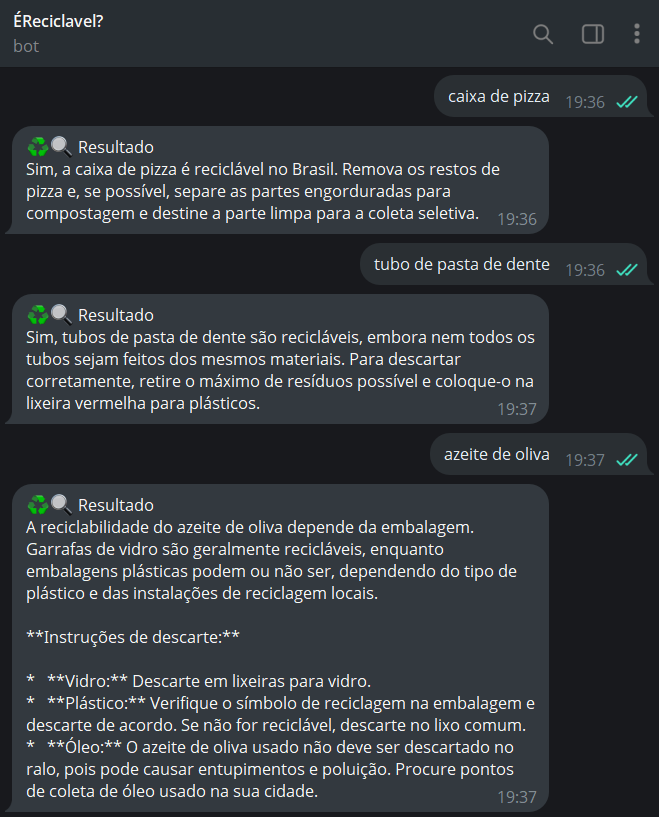 ÉReciclavel?
bot
caixa de pizza 19:36
Resultado
Sim, a caixa de pizza é reciclável no Brasil. Remova os restos de
pizza e, se possível, separe as partes engorduradas para
compostagem e destine a parte limpa para a coleta seletiva. 19:36
tubo de pasta de dente 19:36
Resultado
Sim, tubos de pasta de dente são recicláveis, embora nem todos os
tubos sejam feitos dos mesmos materiais. Para descartar
corretamente, retire o máximo de resíduos possível e coloque-o na
lixeira vermelha para plásticos. 19:37
azeite de oliva 19:37
Resultado
A reciclabilidade do azeite de oliva depende da embalagem.
Garrafas de vidro são geralmente recicláveis, enquanto
embalagens plásticas podem ou não ser, dependendo do tipo de
plástico e das instalações de reciclagem locais.
**Instruções de descarte:**
* **Vidro:** Descarte em lixeiras para vidro.
* **Plástico:** Verifique o símbolo de reciclagem na embalagem e
descarte de acordo. Se não for reciclável, descarte no lixo comum.
* **Óleo:** O azeite de oliva usado não deve ser descartado no
ralo, pois pode causar entupimentos e poluição. Procure pontos
de coleta de óleo usado na sua cidade. 19:37